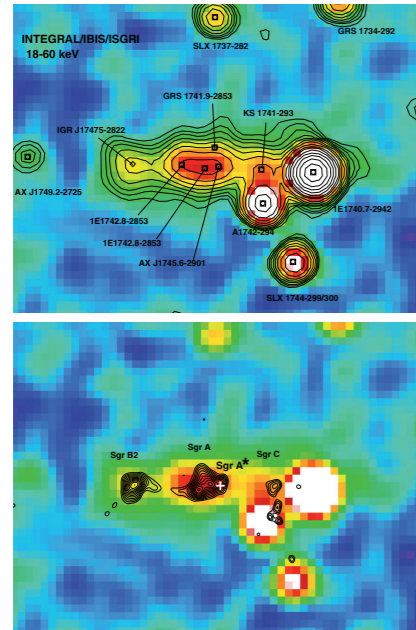 INTEGRAL/IBIS/ISGRI
18-60 keV
SLX 1737-282
GRS 1734-292
GRS 1741.9-2853
KS 1741-293
IGR J17475-2822
AX J1749.2-2725
1E1740.7-2942
1E1742.8-2853
A1742-294
1E1742.8-2853
AX J1745.6-2901
SLX 1744-299/300
Sgr B2
Sgr A
Sgr A*
Sgr C